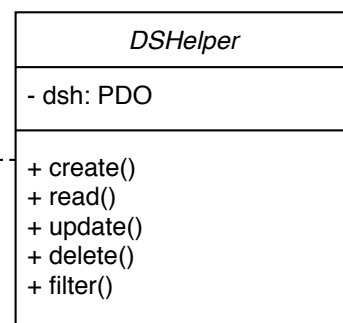 DSHelper
- dsh: PDO
+ create()
+ read()
+ update()
+ delete()
+ filter()